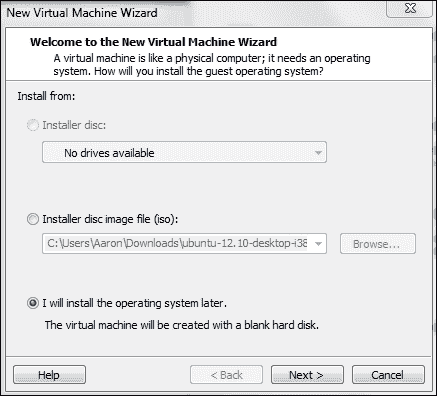 New Virtual Machine Wizard
Welcome to the New Virtual Machine Wizard
A virtual machine is like a physical computer; it needs an operating
system. How will you install the guest operating system?
Install from:
Installer disc:
No drives available
Installer disc image file (iso):
C:\Users\Aaron\Downloads\ubuntu-12.10-desktop-i38
Browse...
I will install the operating system later.
The virtual machine will be created with a blank hard disk.
Help
< Back
Next >
Cancel